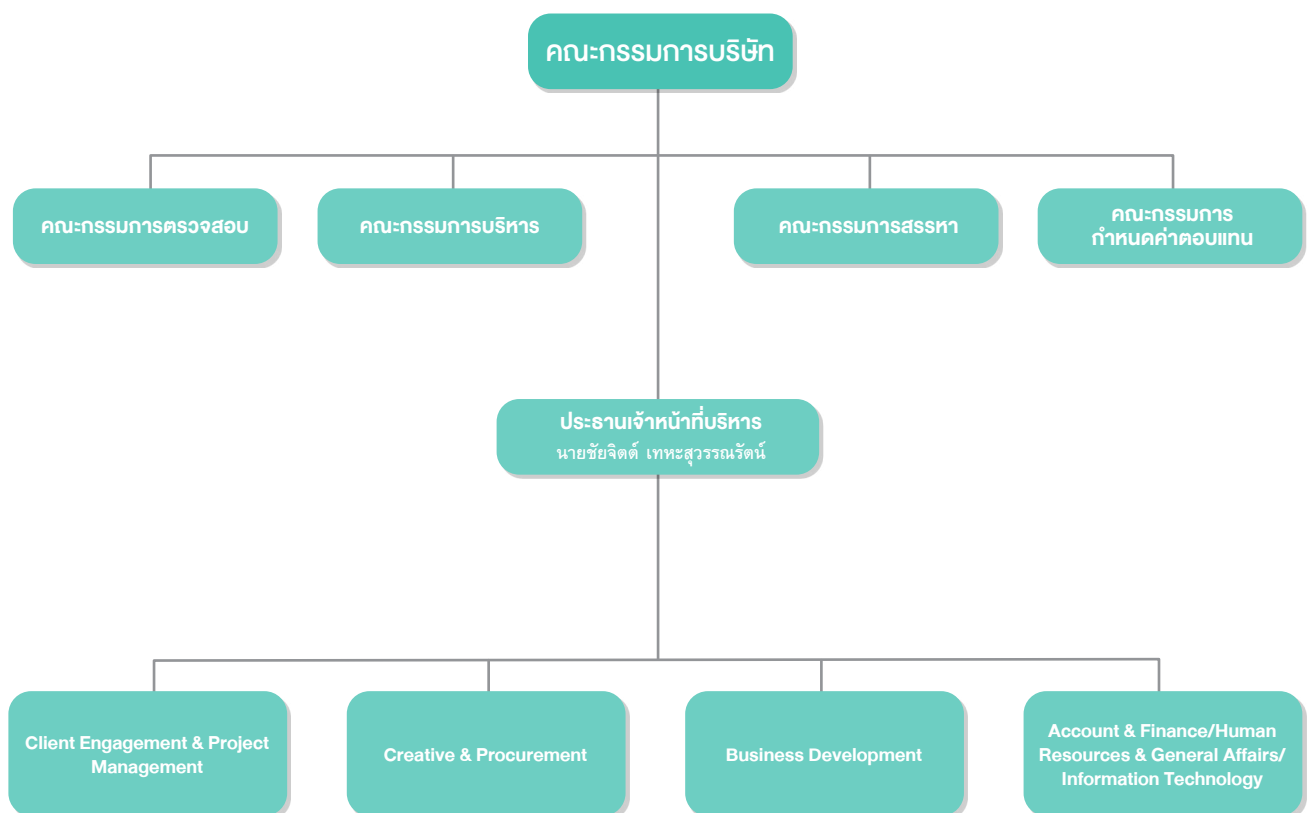 คณะกรรมการบริษัท
คณะกรรมการตรวจสอบ
คณะกรรมการบริหาร
คณะกรรมการสรรหา
คณะกรรมการ
กำหนดค่าตอบแทน
ประธานเจ้าหน้าที่บริหาร
นายชัยจิตต์ เทหะสุวรรณรัตน์
Client Engagement & Project
Management
Creative & Procurement
Business Development
Account & Finance/Human
Resources & General Affairs/
Information Technology